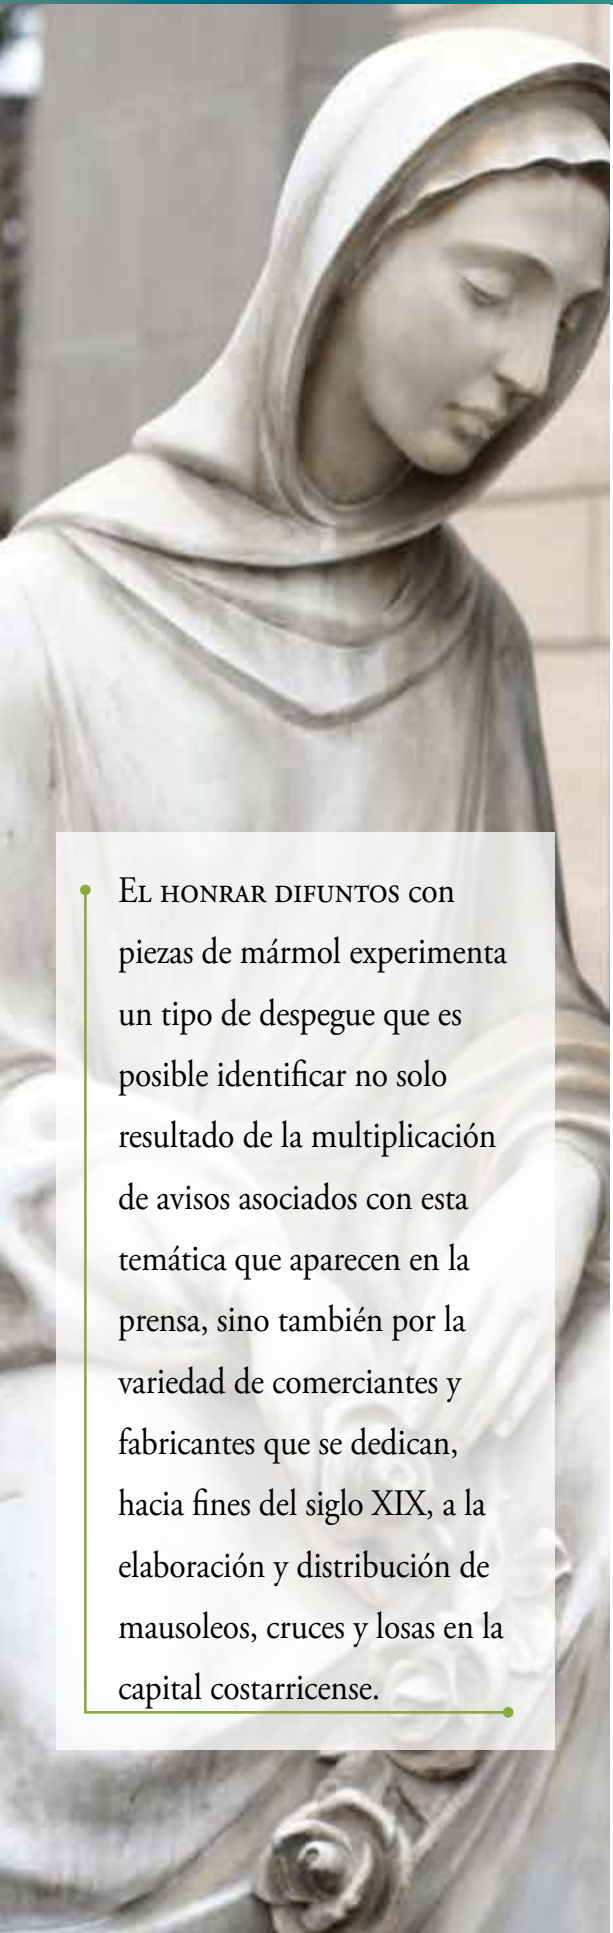 El honrar difuntos con
piezas de mármol experimenta
un tipo de despegue que es
posible identificar no solo
resultado de la multiplicación
de avisos asociados con esta
temática que aparecen en la
prensa, sino también por la
variedad de comerciantes y
fabricantes que se dedican,
hacia fines del siglo XIX, a la
elaboración y distribución de
mausoleos, cruces y losas en la
capital costarricense.